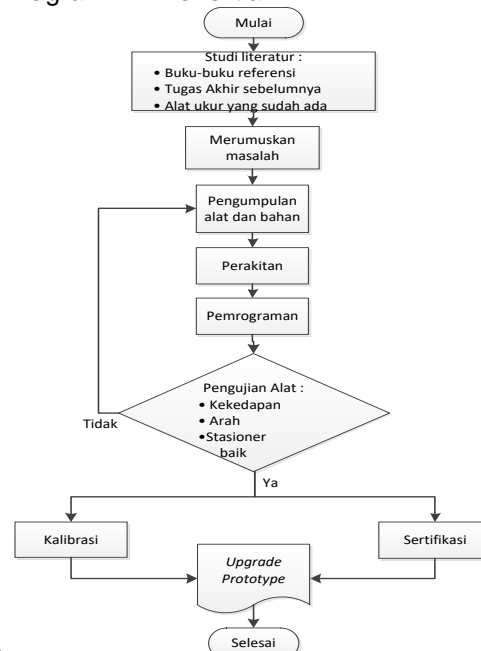 Mulai
Studi literatur :
• Buku-buku referensi
• Tugas Akhir sebelumnya
• Alat ukur yang sudah ada
Merumuskan
masalah
Pengumpulan
alat dan bahan
Perakitan
Pemrograman
Pengujian Alat :
• Kekedapan
• Arah
•Stasioner
baik
Tidak
Ya
Kalibrasi
Sertifikasi
Upgrade
Prototype
Selesai